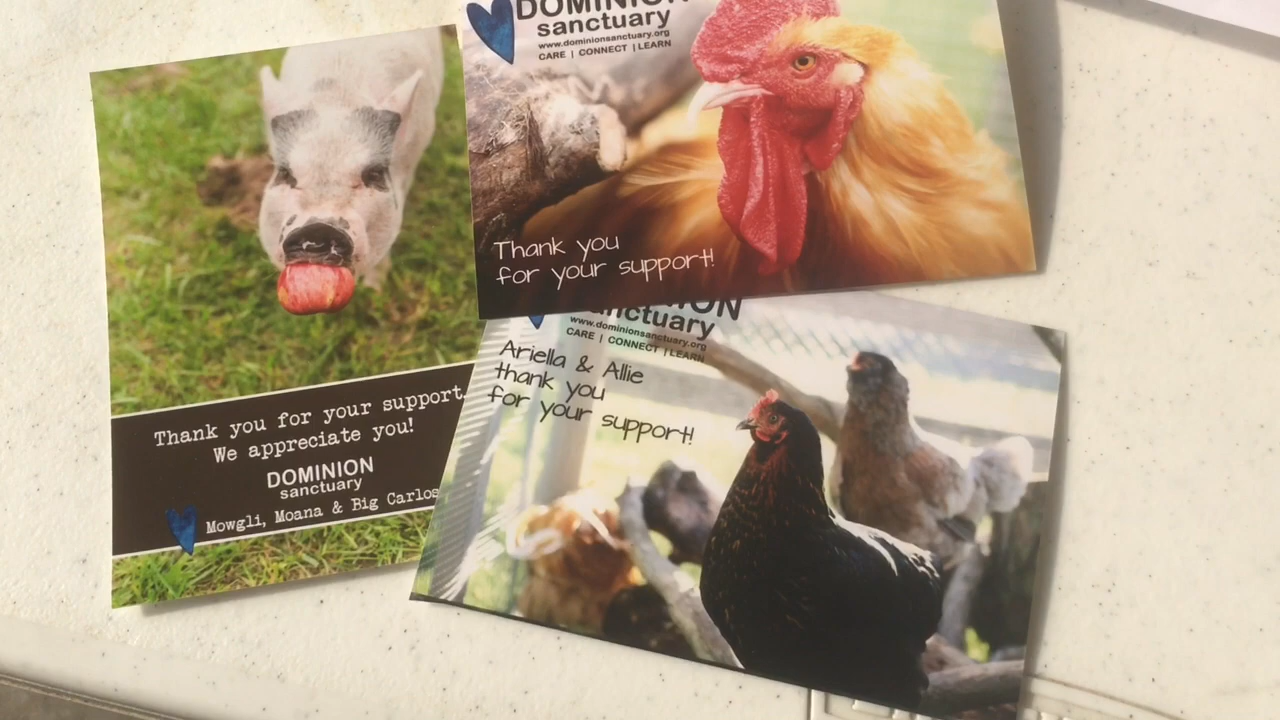 Thank you for your support.
We appreciate you!
DOMINION
sanctuary
Mowgli, Moana & Big Carlos
DOMINION
sanctuary
www.dominionsanctuary.org
CARE | CONNECT | LEARN
Thank you
for your support!
sanctuary
www.dominionsanctuary.org
CARE | CONNECT | LEARN
Ariella & Allie
thank you
for your support!